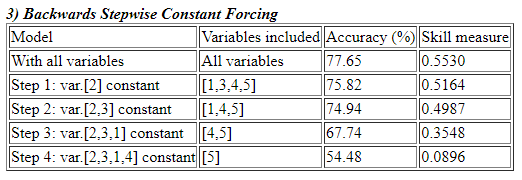 3) Backwards Stepwise Constant Forcing
Model Variables included Accuracy (%) Skill measure
With all variables All variables 77.65 0.5530
Step 1: var.[2] constant [1,3,4,5] 75.82 0.5164
Step 2: var.[2,3] constant [1,4,5] 74.94 0.4987
Step 3: var.[2,3,1] constant [4,5] 67.74 0.3548
Step 4: var.[2,3,1,4] constant [5] 54.48 0.0896